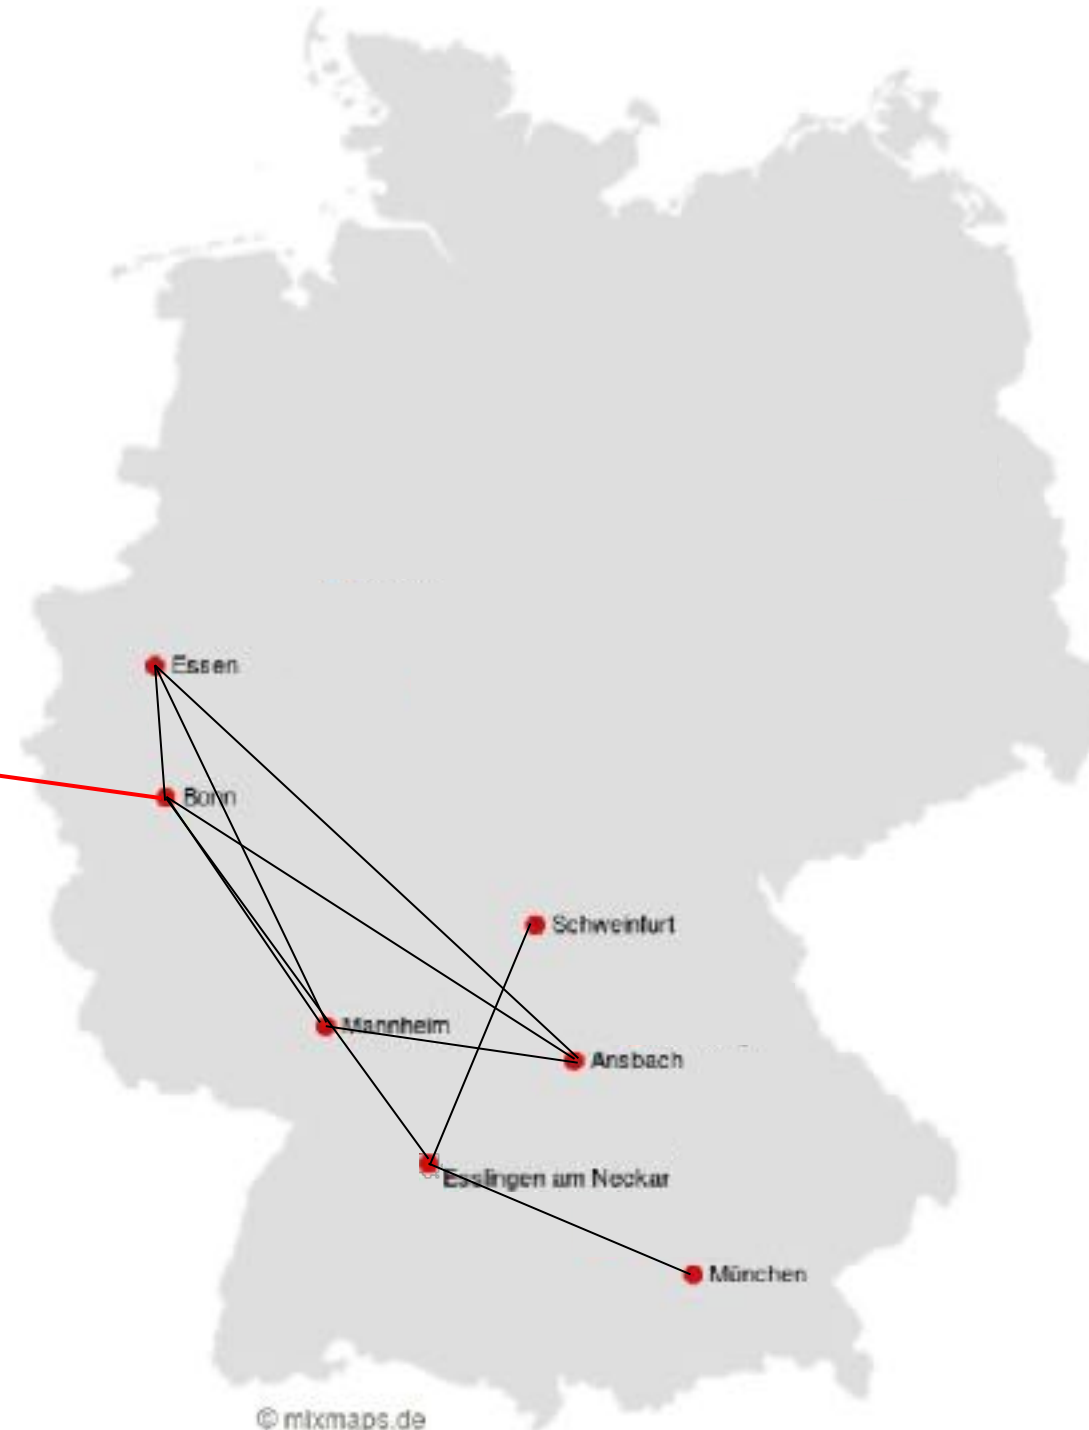 Essen
Bonn
Schweinfurt
Mannheim
Ansbach
Esslingen am Neckar
München
© mixmaps.de